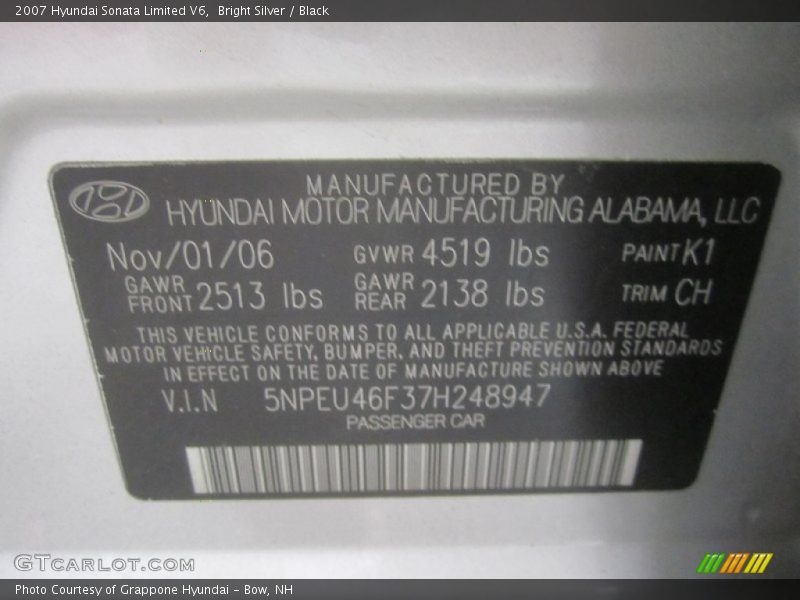 2007 Hyundai Sonata Limited V6, Bright Silver / Black
MANUFACTURED BY
HYUNDAI MOTOR MANUFACTURING ALABAMA, LLC
Nov/01/06 GVWR 4519 lbs PAINT K1
GAWR FRONT 2513 lbs GAWR REAR 2138 lbs TRIM CH
THIS VEHICLE CONFORMS TO ALL APPLICABLE U.S.A. FEDERAL
MOTOR VEHICLE SAFETY, BUMPER, AND THEFT PREVENTION STANDARDS
IN EFFECT ON THE DATE OF MANUFACTURE SHOWN ABOVE
V.I.N 5NPEU46F37H248947
PASSENGER CAR
GTCARLOT.COM
Photo Courtesy of Grappone Hyundai - Bow, NH